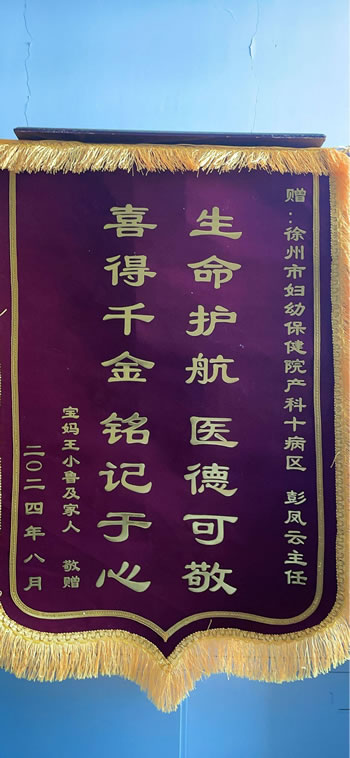 赠：徐州市妇幼保健院产科十病区 彭凤云主任
生命护航 医德可敬
喜得千金 铭记于心
宝妈王小鲁及家人 敬赠
二〇二四年八月